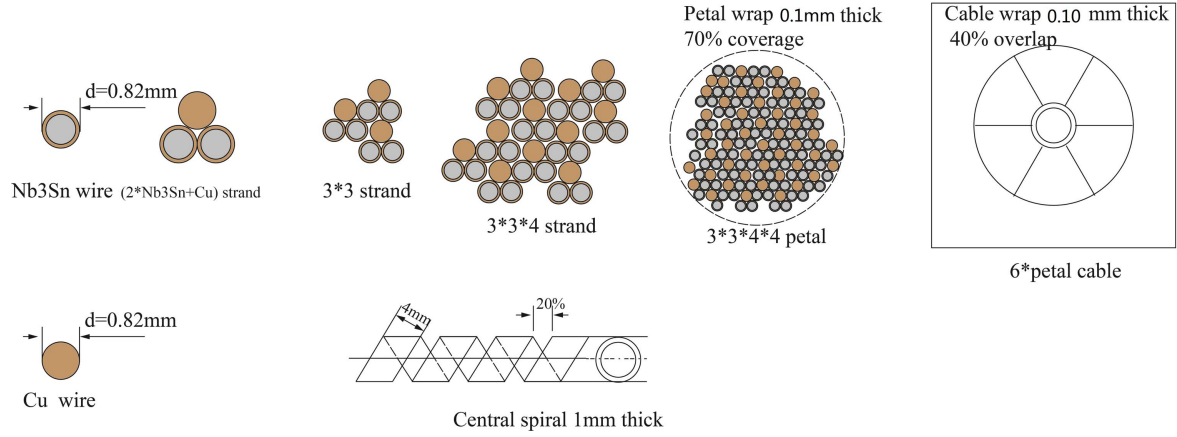 Petal wrap 0.1mm thick
70% coverage
Cable wrap 0.10 mm thick
40% overlap
d=0.82mm
Nb3Sn wire (2*Nb3Sn+Cu) strand
3*3 strand
3*3*4 strand
3*3*4*4 petal
6*petal cable
d=0.82mm
Cu wire
4mm
20%
Central spiral 1mm thick